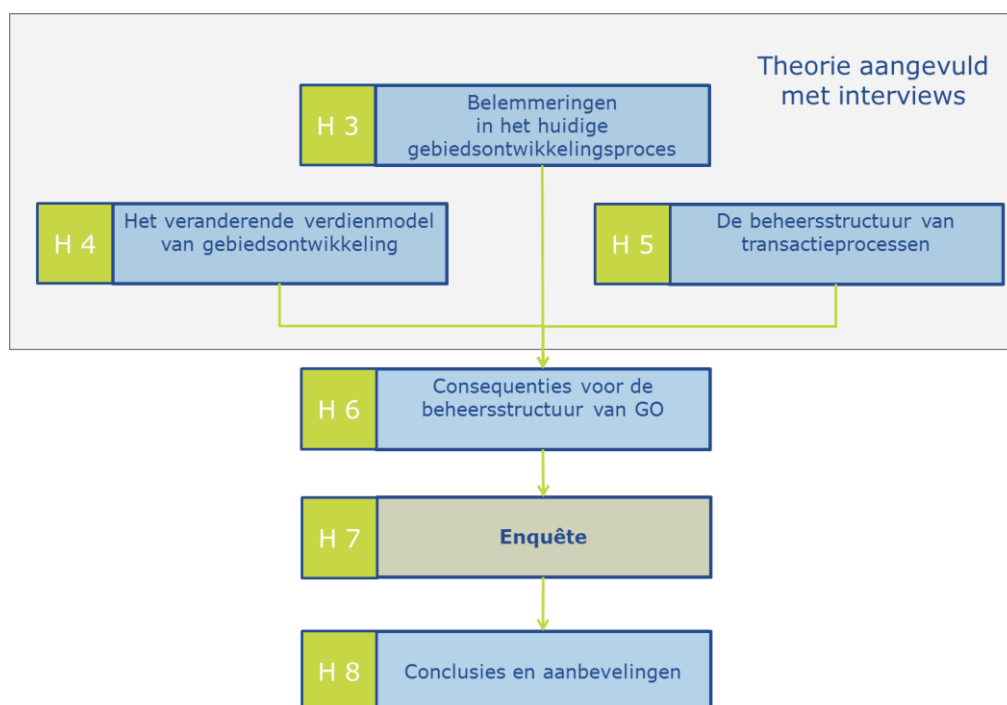 Theorie aangevuld
met interviews
H 3
Belemmeringen
in het huidige
gebiedsontwikkelingsproces
H 4
Het veranderende verdienmodel
van gebiedsontwikkeling
H 5
De beheersstructuur van
transactieprocessen
H 6
Consequenties voor de
beheersstructuur van GO
H 7
Enquête
H 8
Conclusies en aanbevelingen